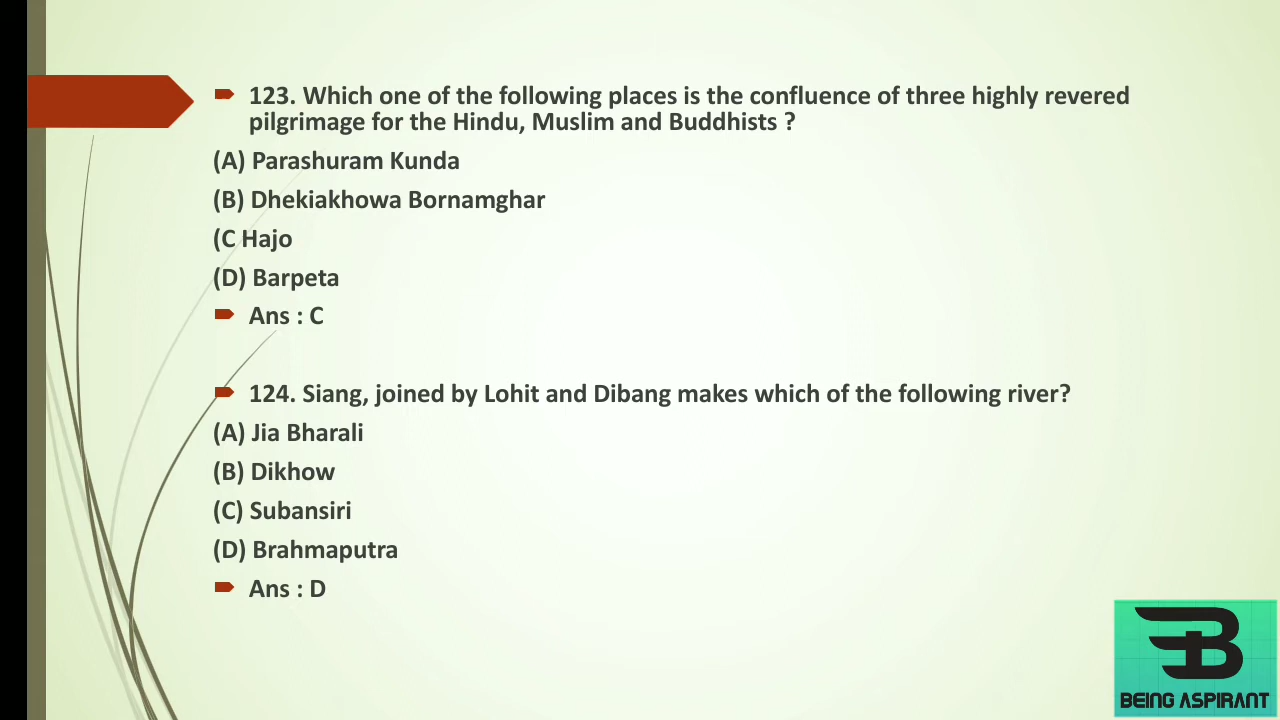 123. Which one of the following places is the confluence of three highly revered
pilgrimage for the Hindu, Muslim and Buddhists ?
(A) Parashuram Kunda
(B) Dhekiakhowa Bornamghar
(C Hajo
(D) Barpeta
Ans : C
124. Siang, joined by Lohit and Dibang makes which of the following river?
(A) Jia Bharali
(B) Dikhow
(C) Subansiri
(D) Brahmaputra
Ans : D
B
BEING ASPIRANT